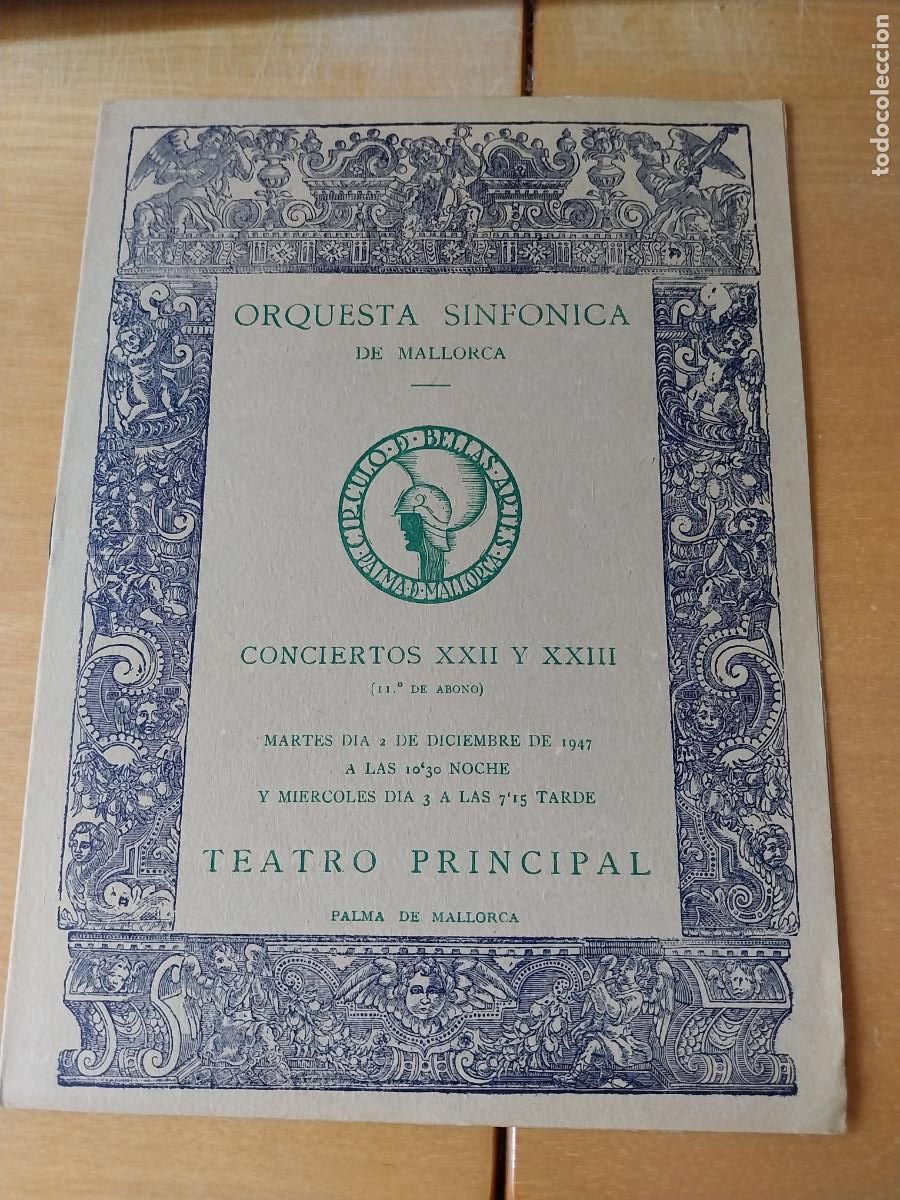 ORQUESTA SINFONICA
DE MALLORCA
CIRCULO·D·BELLAS·ARTES·
PALMA·D·MALLORCA·
CONCIERTOS XXII Y XXIII
(11.º DE ABONO)
MARTES DIA 2 DE DICIEMBRE DE 1947
A LAS 10'30 NOCHE
Y MIERCOLES DIA 3 A LAS 7'15 TARDE
TEATRO PRINCIPAL
PALMA DE MALLORCA
todocoleccion